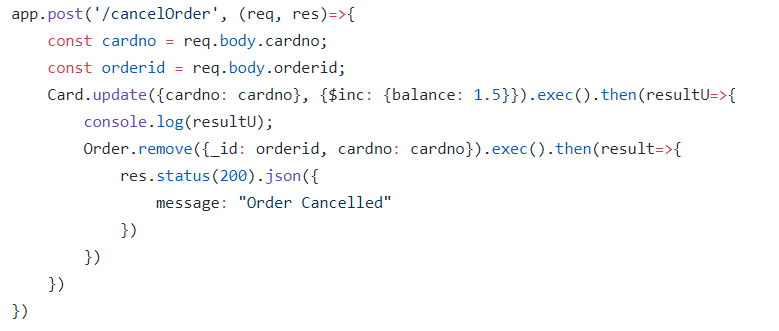 app.post('/cancelOrder', (req, res)=>{
    const cardno = req.body.cardno;
    const orderid = req.body.orderid;
    Card.update({cardno: cardno}, {$inc: {balance: 1.5}}).exec().then(resultU=>{
        console.log(resultU);
        Order.remove({_id: orderid, cardno: cardno}).exec().then(result=>{
            res.status(200).json({
                message: "Order Cancelled"
            })
        })
    })
})